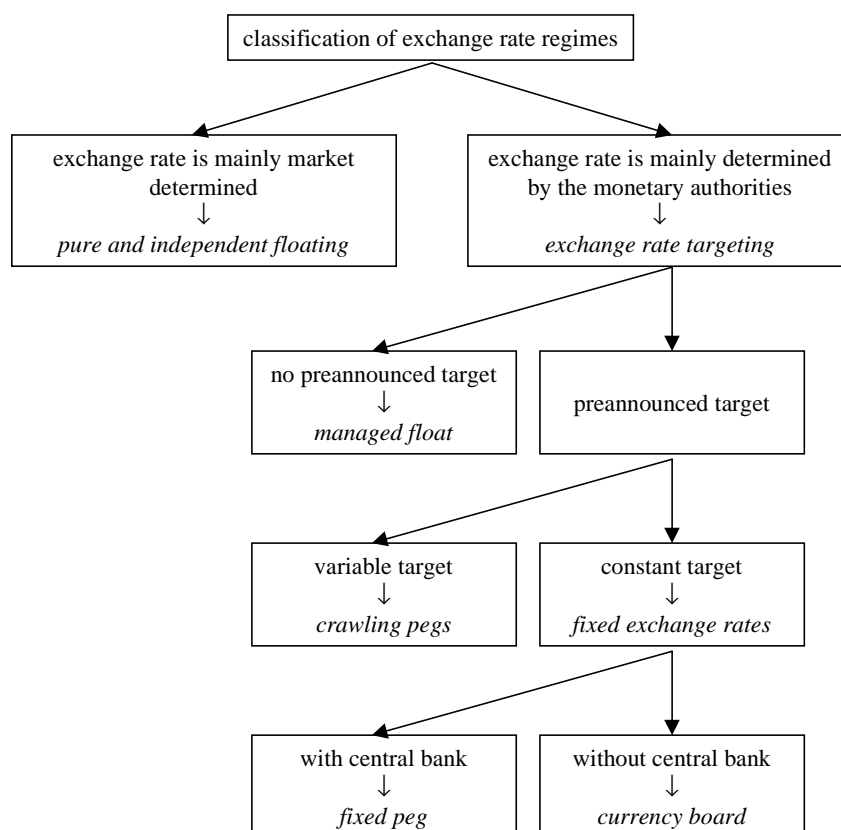 classification of exchange rate regimes
exchange rate is mainly market
determined
↓
pure and independent floating
exchange rate is mainly determined
by the monetary authorities
↓
exchange rate targeting
no preannounced target
↓
managed float
preannounced target
variable target
↓
crawling pegs
constant target
↓
fixed exchange rates
with central bank
↓
fixed peg
without central bank
↓
currency board